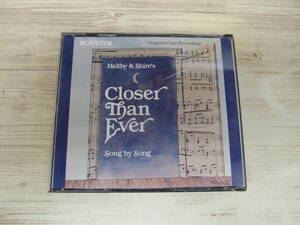 RCA VICTOR
Original Cast Recording
Maltby & Shire's
Closer
Than
Ever
Song by Song